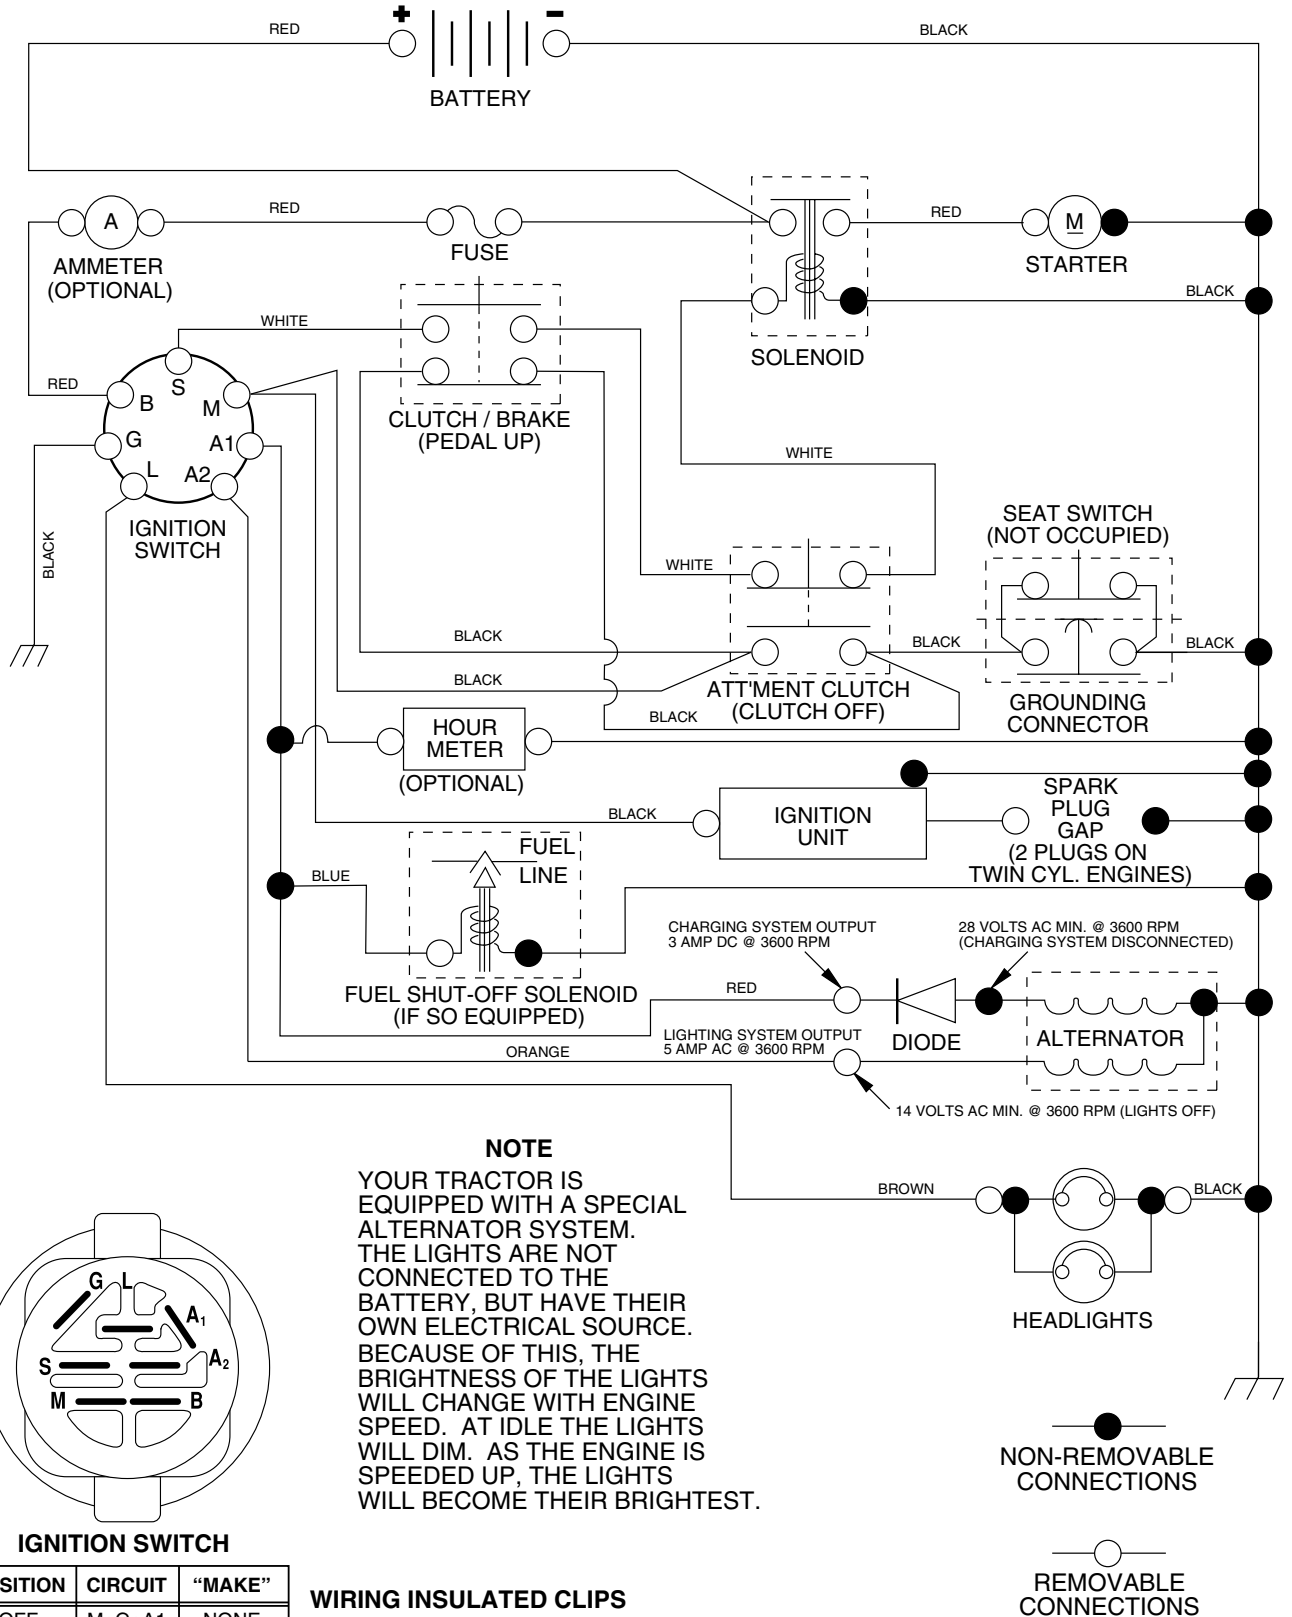 +
−
RED
BLACK
BATTERY
A
RED
FUSE
RED
M
AMMETER
(OPTIONAL)
STARTER
WHITE
BLACK
SOLENOID
RED
S
B
M
CLUTCH / BRAKE
(PEDAL UP)
G
A1
WHITE
L
A2
IGNITION
SWITCH
BLACK
SEAT SWITCH
(NOT OCCUPIED)
WHITE
BLACK
BLACK
BLACK
BLACK
ATT'MENT CLUTCH
(CLUTCH OFF)
GROUNDING
CONNECTOR
BLACK
HOUR
METER
(OPTIONAL)
BLACK
IGNITION
UNIT
SPARK
PLUG
GAP
(2 PLUGS ON
TWIN CYL. ENGINES)
FUEL
LINE
BLUE
CHARGING SYSTEM OUTPUT
3 AMP DC @ 3600 RPM
28 VOLTS AC MIN. @ 3600 RPM
(CHARGING SYSTEM DISCONNECTED)
FUEL SHUT-OFF SOLENOID
(IF SO EQUIPPED)
RED
DIODE
ALTERNATOR
LIGHTING SYSTEM OUTPUT
5 AMP AC @ 3600 RPM
ORANGE
14 VOLTS AC MIN. @ 3600 RPM (LIGHTS OFF)
NOTE
YOUR TRACTOR IS
EQUIPPED WITH A SPECIAL
ALTERNATOR SYSTEM.
THE LIGHTS ARE NOT
CONNECTED TO THE
BATTERY, BUT HAVE THEIR
OWN ELECTRICAL SOURCE.
BECAUSE OF THIS, THE
BRIGHTNESS OF THE LIGHTS
WILL CHANGE WITH ENGINE
SPEED. AT IDLE THE LIGHTS
WILL DIM. AS THE ENGINE IS
SPEEDED UP, THE LIGHTS
WILL BECOME THEIR BRIGHTEST.
BROWN
BLACK
HEADLIGHTS
G
L
A1
S
A2
M
B
IGNITION SWITCH
NON-REMOVABLE
CONNECTIONS
REMOVABLE
CONNECTIONS
SITION CIRCUIT "MAKE"
WIRING INSULATED CLIPS